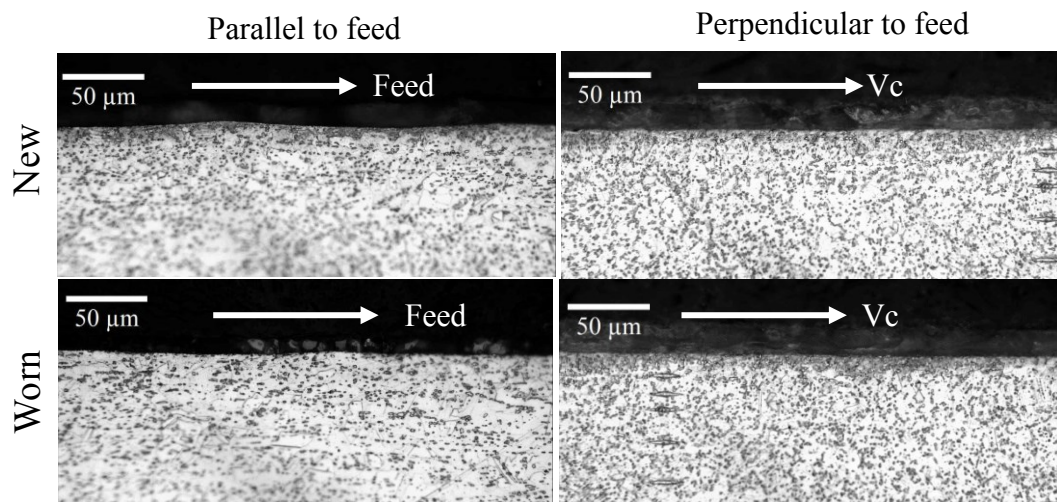 Parallel to feed
Perpendicular to feed
New
50 µm
Feed
50 µm
Vc
Worn
50 µm
Feed
50 µm
Vc